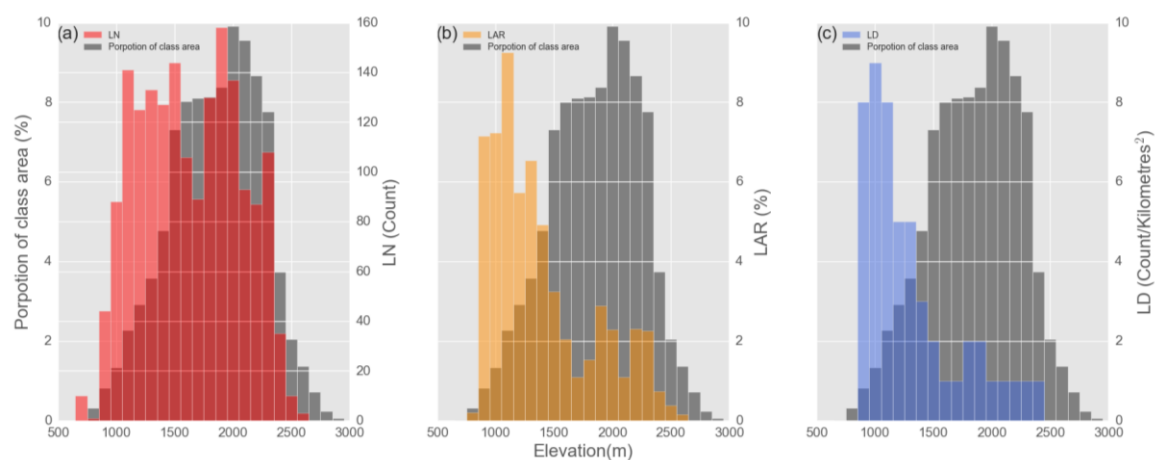 (a) LN
Porpotion of class area
(b) LAR
Porpotion of class area
(c) LD
Porpotion of class area
Porpotion of class area (%)
10
8
6
4
2
0
160
140
120
100
80
60
40
20
0
LN (Count)
10
8
6
4
2
0
LAR (%)
10
8
6
4
2
0
LD (Count/Kilometres²)
500 1000 1500 2000 2500 3000
500 1000 1500 2000 2500 3000
500 1000 1500 2000 2500 3000
Elevation(m)